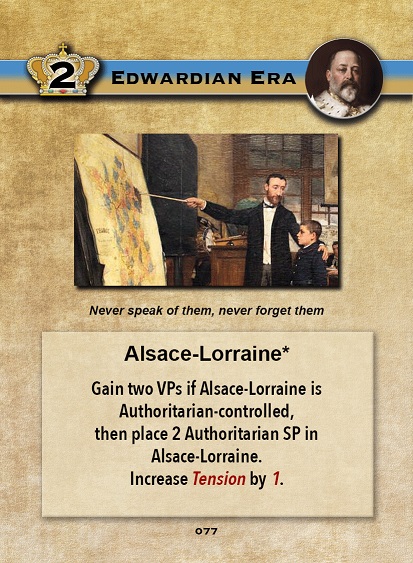 2
Edwardian Era
Never speak of them, never forget them
Alsace-Lorraine*
Gain two VPs if Alsace-Lorraine is
Authoritarian-controlled,
then place 2 Authoritarian SP in
Alsace-Lorraine.
Increase Tension by 1.
077